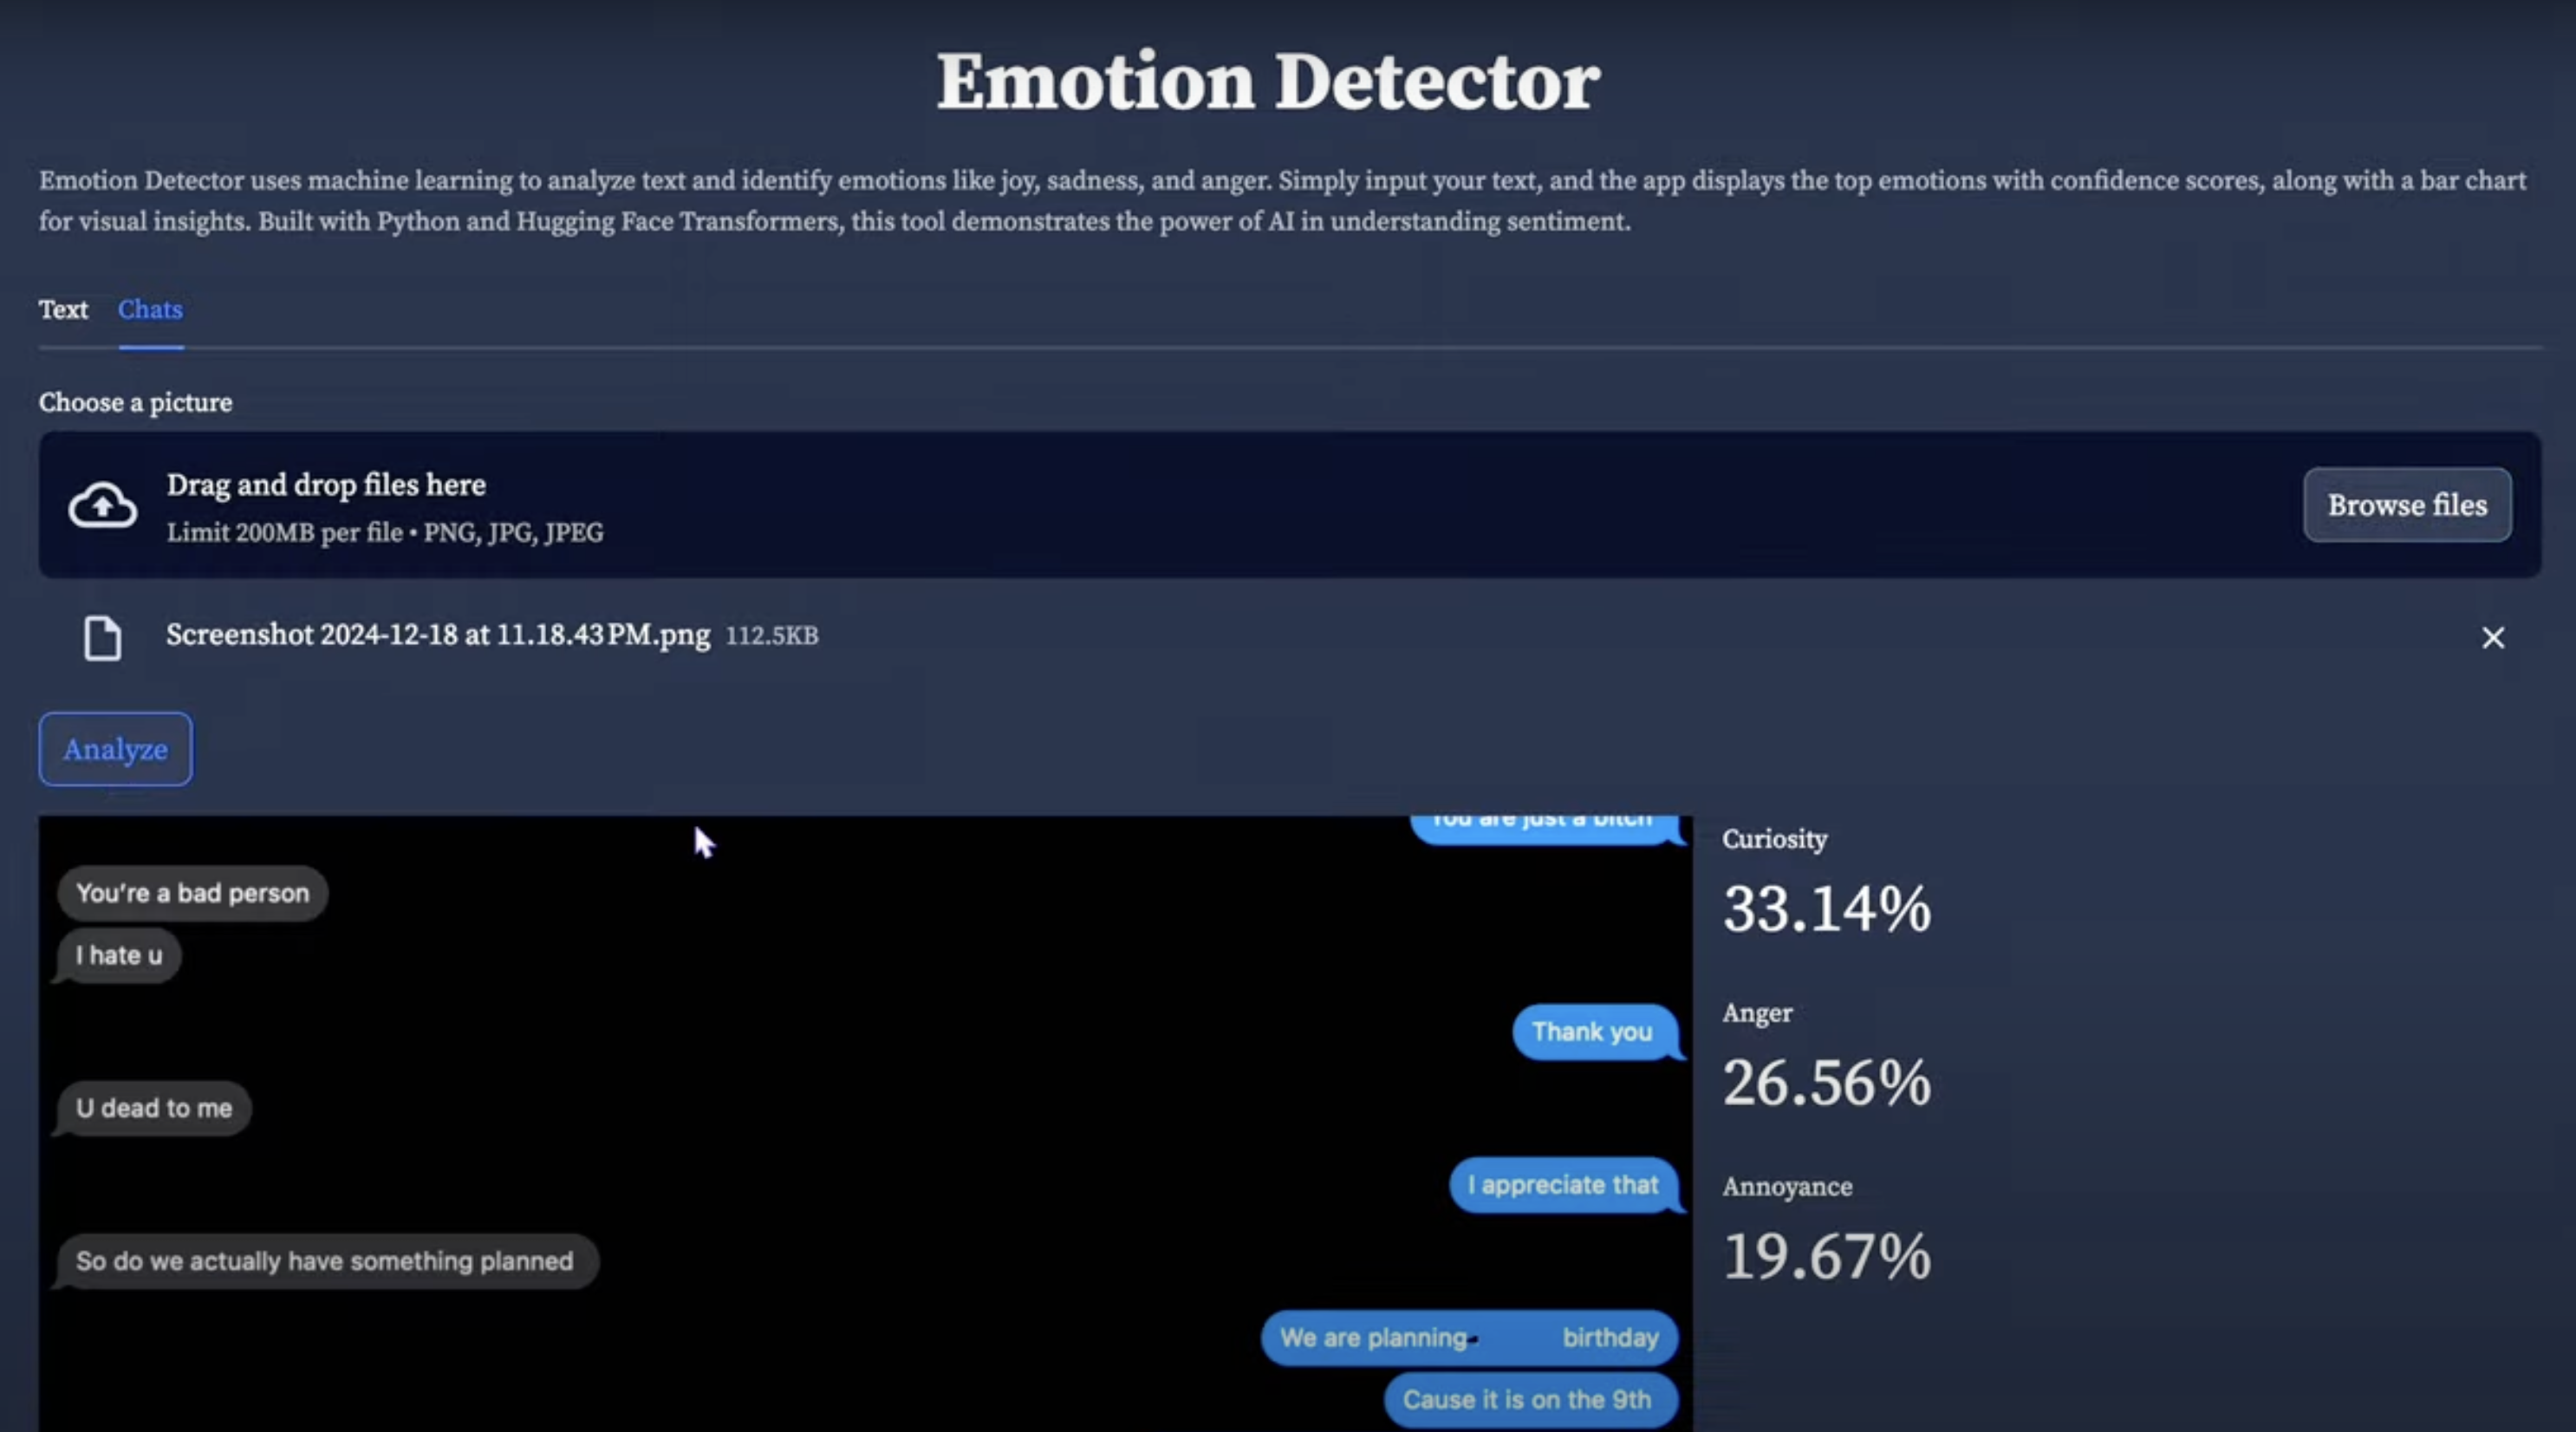 Emotion Detector
Emotion Detector uses machine learning to analyze text and identify emotions like joy, sadness, and anger. Simply input your text, and the app displays the top emotions with confidence scores, along with a bar chart
for visual insights. Built with Python and Hugging Face Transformers, this tool demonstrates the power of AI in understanding sentiment.
Text Chats
Choose a picture
Drag and drop files here
Limit 200MB per file • PNG, JPG, JPEG
Browse files
Screenshot 2024-12-18 at 11.18.43 PM.png 112.5KB
Analyze
You are just a bitch
You're a bad person
I hate u
Thank you
U dead to me
I appreciate that
So do we actually have something planned
We are planning birthday
Cause it is on the 9th
Curiosity
33.14%
Anger
26.56%
Annoyance
19.67%